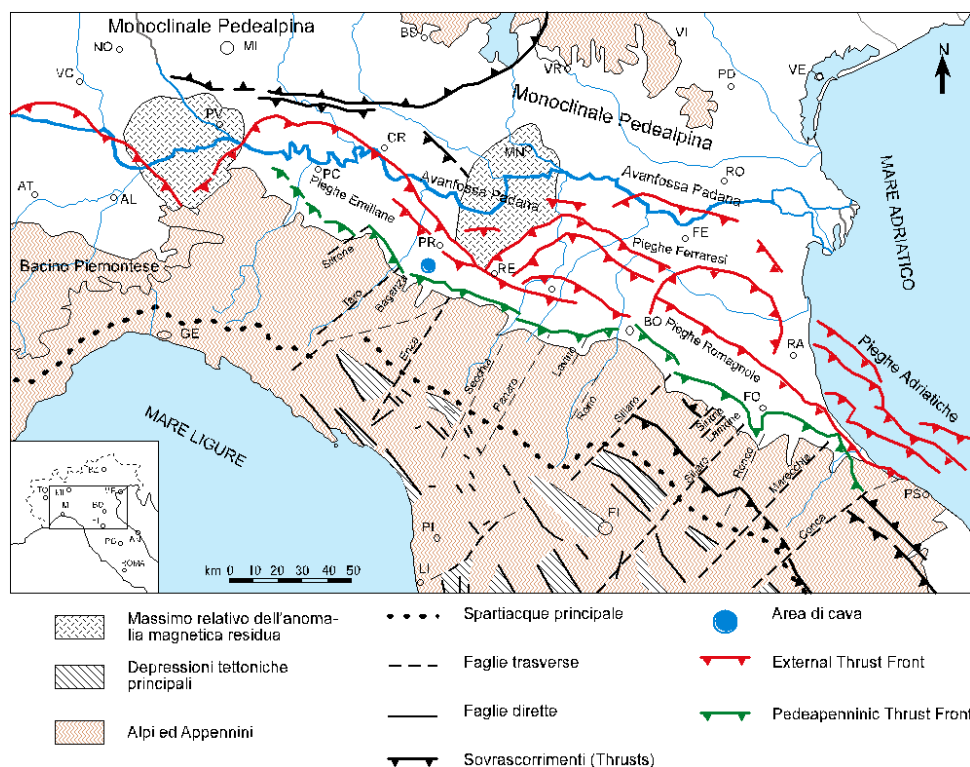 Monoclinale Pedealpina
NO
MI
BS
VI
VC
VR
PD
VE
N
Monoclinale Pedealpina
PV
CR
MN
RO
AT
AL
PC
Pieghe Emiliane
Avanfossa Padana
Avanfossa Padana
MARE ADRIATICO
PR
FE
Pieghe Ferraresi
Bacino Piemontese
Stirone
RE
Taro
Baganza
GE
Enza
BO
Pieghe Romagnole
RA
Pieghe Adriatiche
Secchia
Panaro
Lavino
Reno
Sillaro
FO
MARE LIGURE
Sillaro
Ronco
Marecchia
PS
Conca
FI
PI
LI
km 0 10 20 30 40 50
Massimo relativo dell'anoma-
lia magnetica residua
Depressioni tettoniche
principali
Alpi ed Appennini
Spartiacque principale
Faglie trasverse
Faglie dirette
Sovrascorrimenti (Thrusts)
Area di cava
External Thrust Front
Pedeapenninic Thrust Front